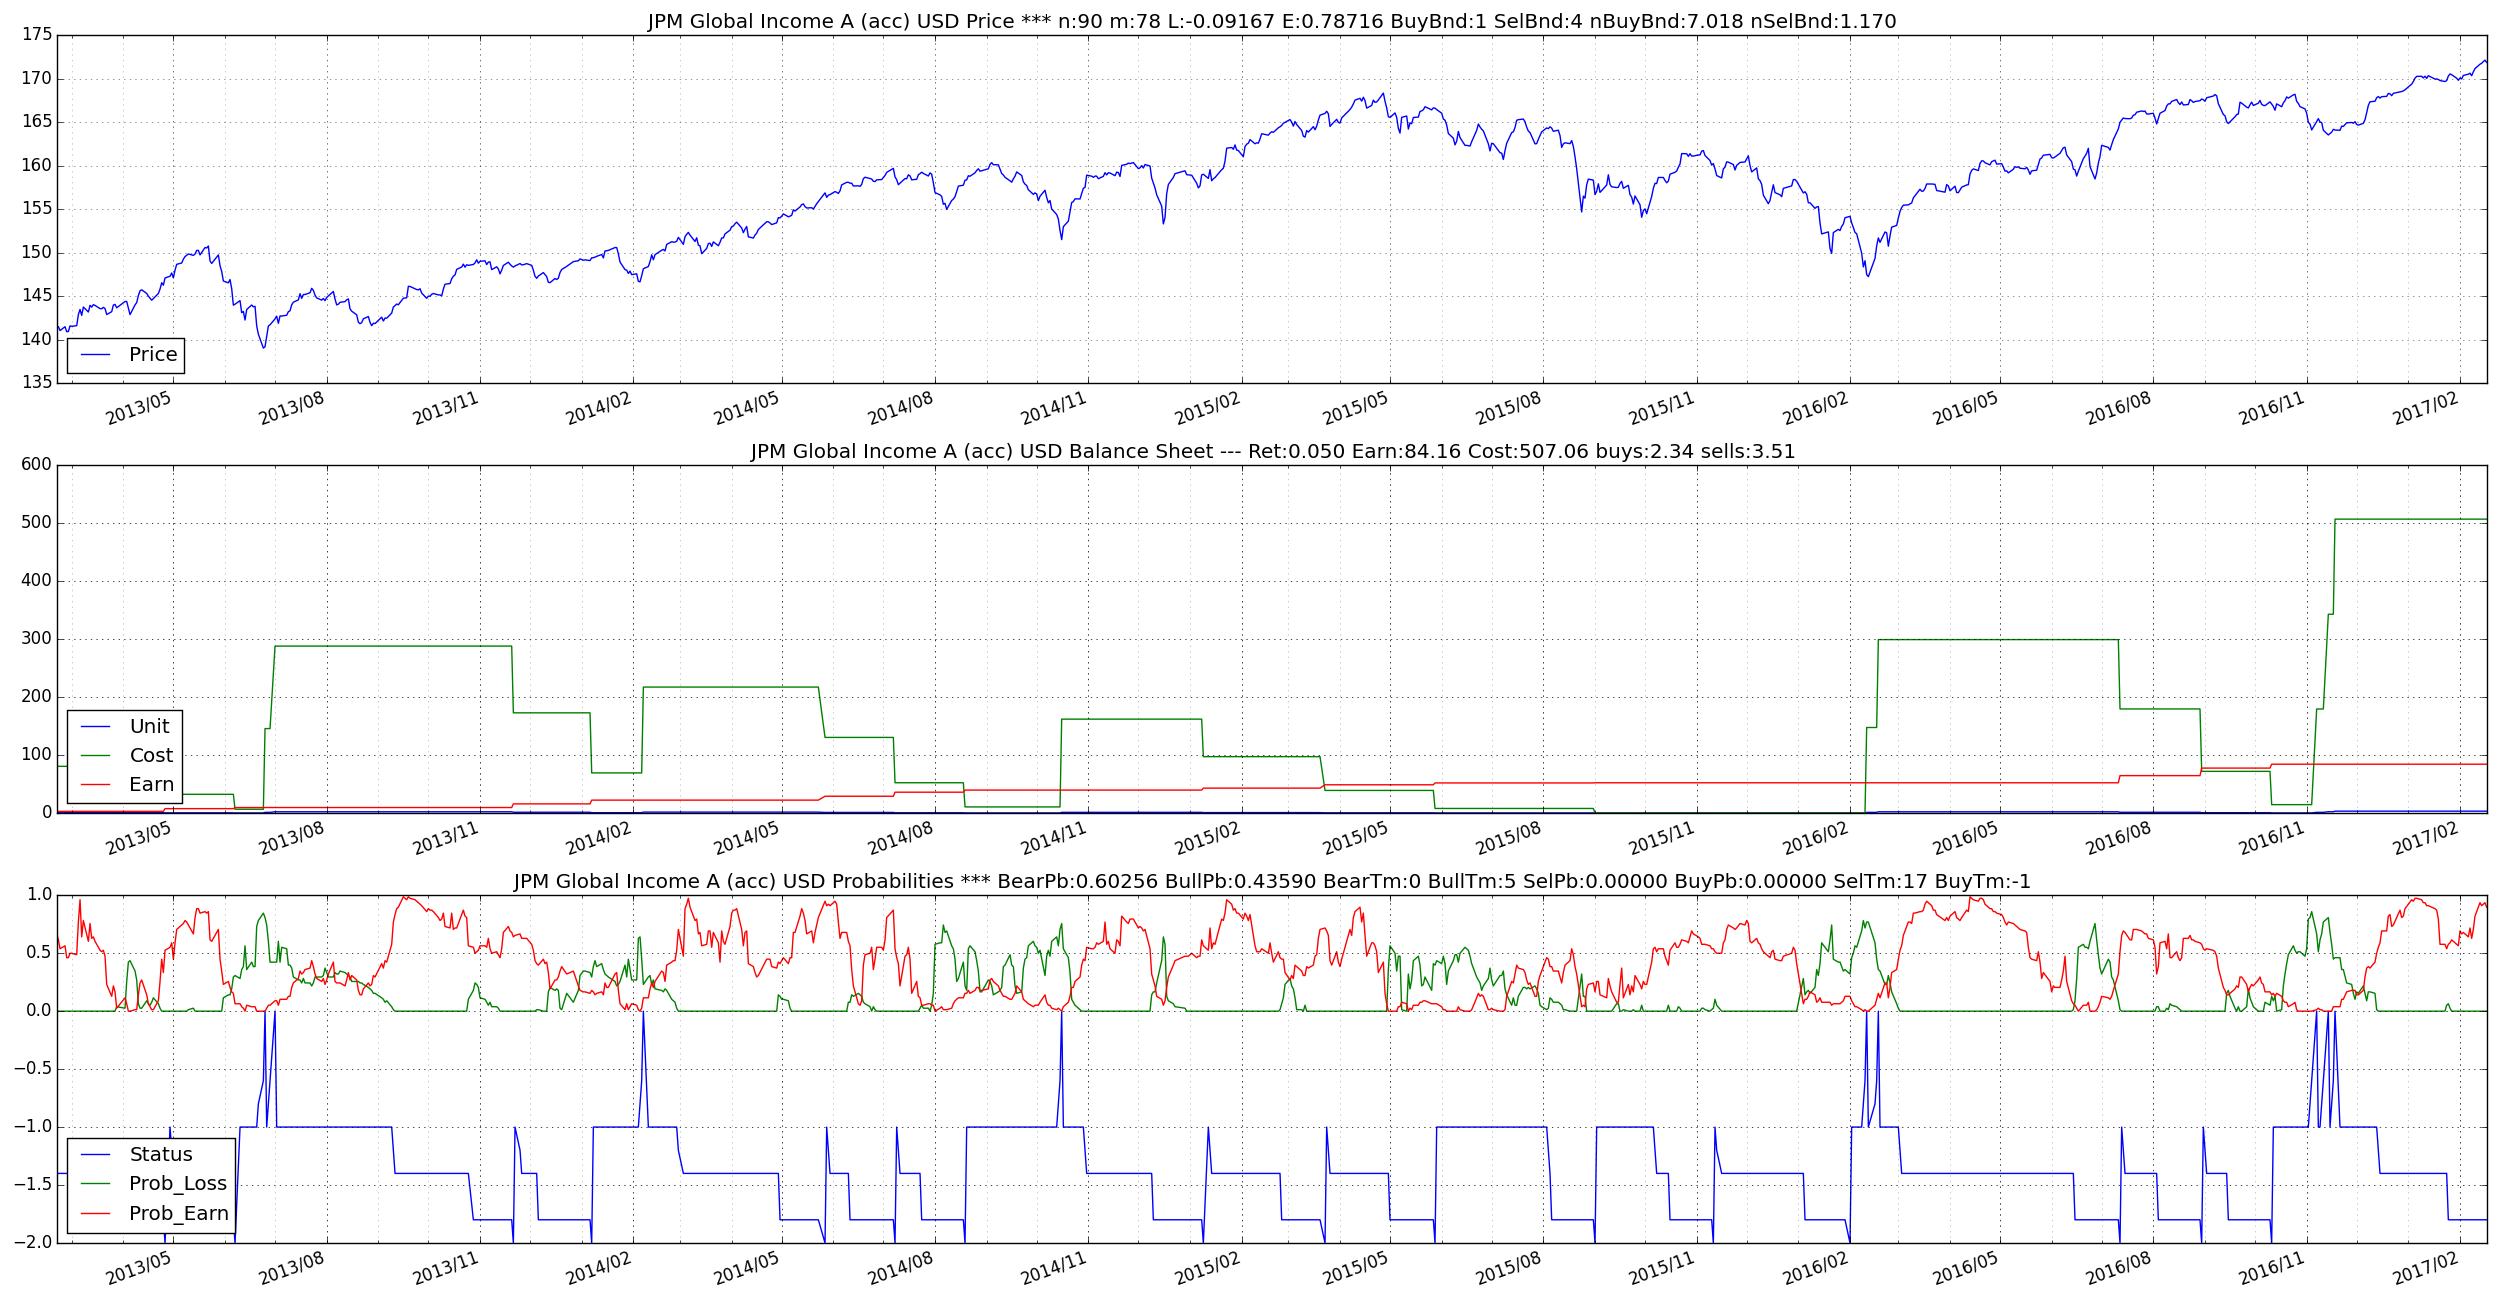 JPM Global Income A (acc) USD Price *** n:90 m:78 L:-0.09167 E:0.78716 BuyBnd:1 SelBnd:4 nBuyBnd:7.018 nSelBnd:1.170
175
170
165
160
155
150
145
140
135
Price
2013/05 2013/08 2013/11 2014/02 2014/05 2014/08 2014/11 2015/02 2015/05 2015/08 2015/11 2016/02 2016/05 2016/08 2016/11 2017/02
JPM Global Income A (acc) USD Balance Sheet --- Ret:0.050 Earn:84.16 Cost:507.06 buys:2.34 sells:3.51
600
500
400
300
200
100
0
Unit
Cost
Earn
2013/05 2013/08 2013/11 2014/02 2014/05 2014/08 2014/11 2015/02 2015/05 2015/08 2015/11 2016/02 2016/05 2016/08 2016/11 2017/02
JPM Global Income A (acc) USD Probabilities *** BearPb:0.60256 BullPb:0.43590 BearTm:0 BullTm:5 SelPb:0.00000 BuyPb:0.00000 SelTm:17 BuyTm:-1
1.0
0.5
0.0
−0.5
−1.0
−1.5
−2.0
Status
Prob_Loss
Prob_Earn
2013/05 2013/08 2013/11 2014/02 2014/05 2014/08 2014/11 2015/02 2015/05 2015/08 2015/11 2016/02 2016/05 2016/08 2016/11 2017/02